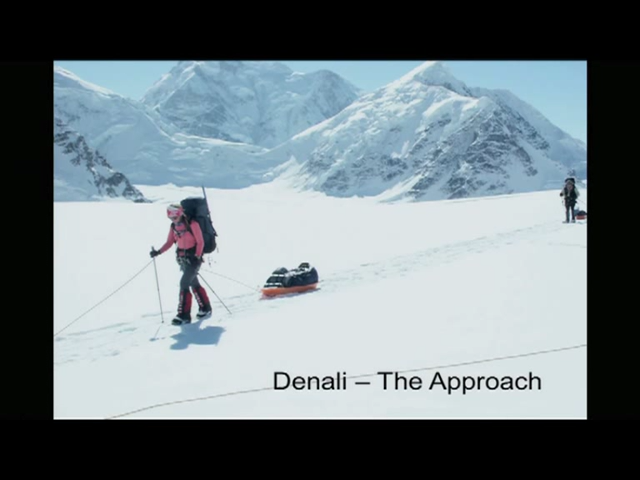 Denali – The Approach